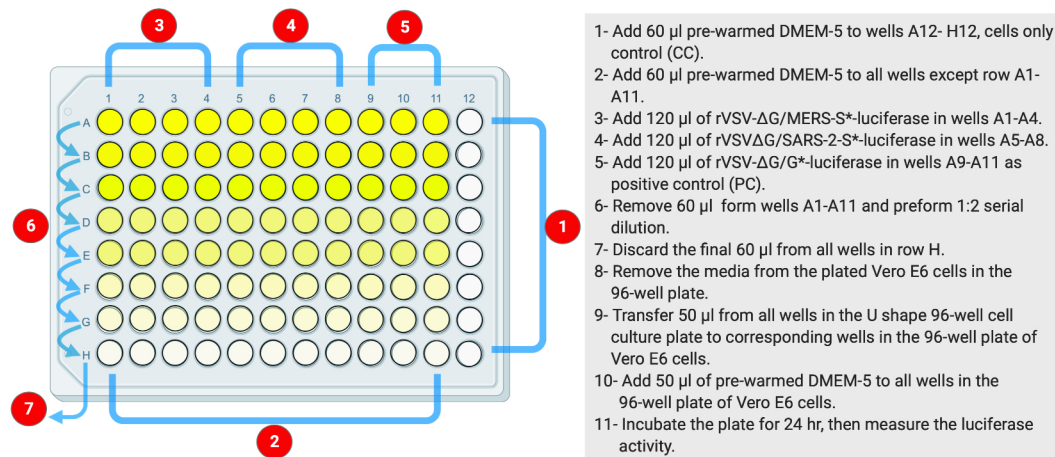 3
4
5
1 2 3 4 5 6 7 8 9 10 11 12
A
B
C
D
E
F
G
H
6
1
7
2
1- Add 60 µl pre-warmed DMEM-5 to wells A12- H12, cells only
control (CC).
2- Add 60 µl pre-warmed DMEM-5 to all wells except row A1-
A11.
3- Add 120 µl of rVSV-ΔG/MERS-S*-luciferase in wells A1-A4.
4- Add 120 µl of rVSVΔG/SARS-2-S*-luciferase in wells A5-A8.
5- Add 120 µl of rVSV-ΔG/G*-luciferase in wells A9-A11 as
positive control (PC).
6- Remove 60 µl form wells A1-A11 and preform 1:2 serial
dilution.
7- Discard the final 60 µl from all wells in row H.
8- Remove the media from the plated Vero E6 cells in the
96-well plate.
9- Transfer 50 µl from all wells in the U shape 96-well cell
culture plate to corresponding wells in the 96-well plate of
Vero E6 cells.
10- Add 50 µl of pre-warmed DMEM-5 to all wells in the
96-well plate of Vero E6 cells.
11- Incubate the plate for 24 hr, then measure the luciferase
activity.